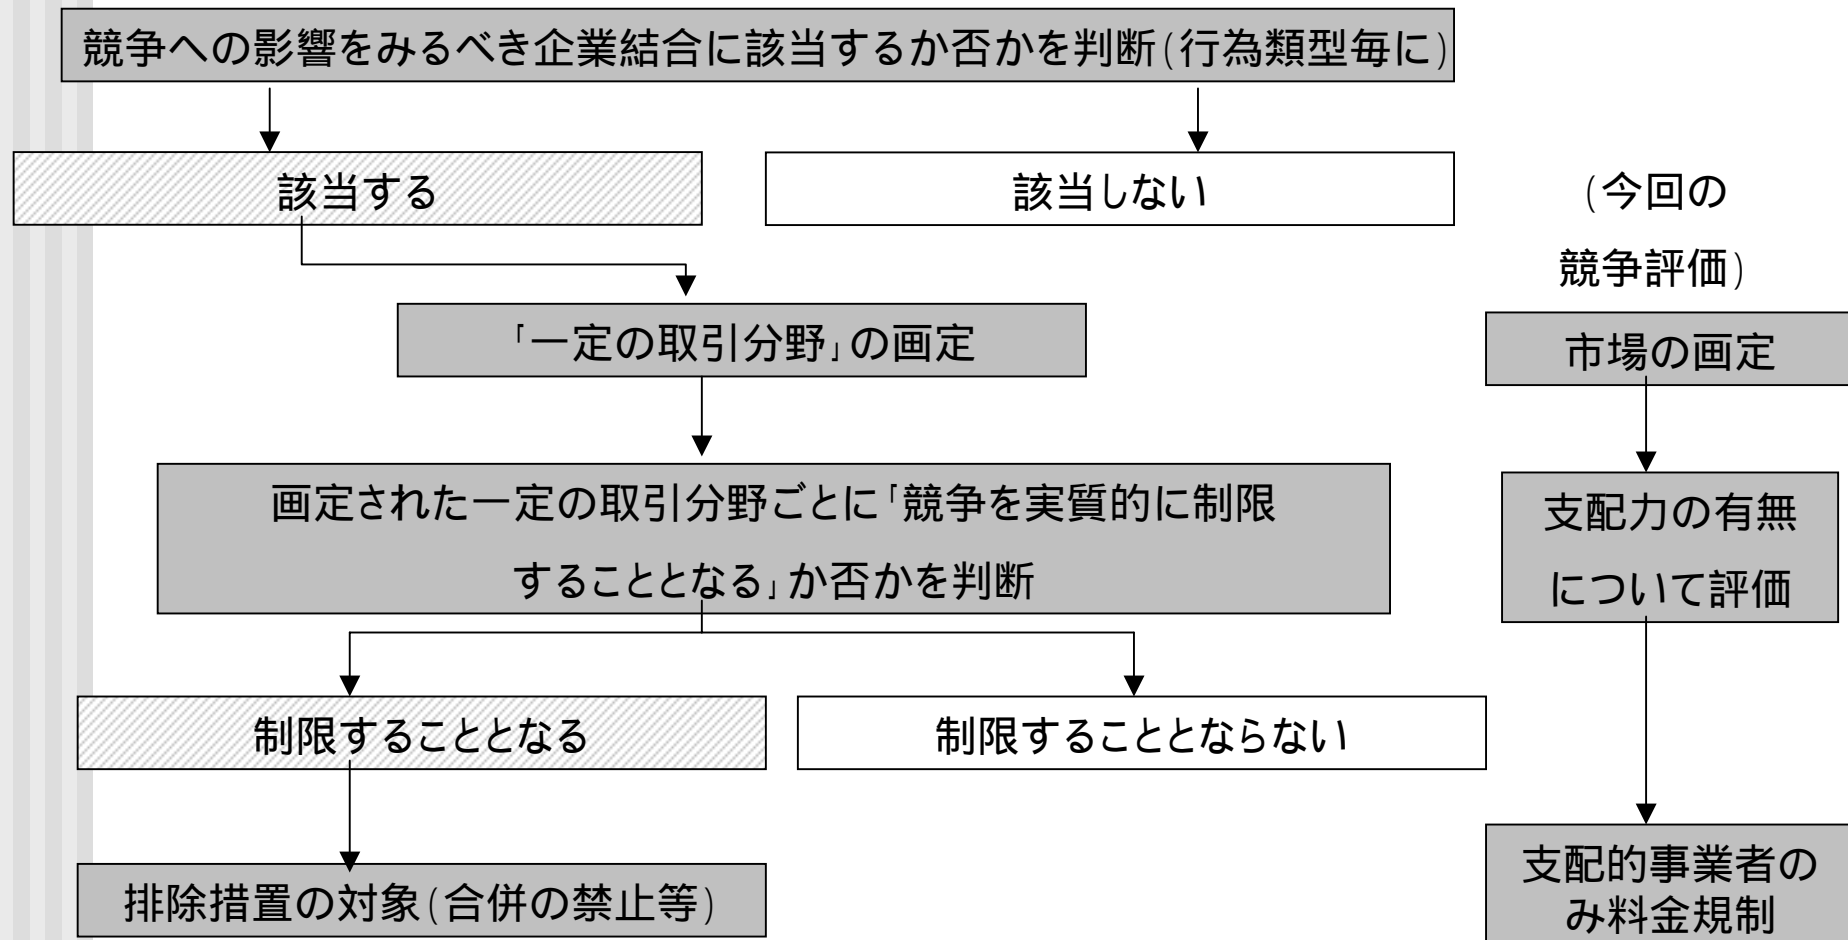 競争への影響をみるべき企業結合に該当するか否かを判断(行為類型毎に)
該当する
該当しない
「一定の取引分野」の画定
画定された一定の取引分野ごとに「競争を実質的に制限
することとなる」か否かを判断
制限することとなる
制限することとならない
排除措置の対象(合併の禁止等)
(今回の
競争評価)
市場の画定
支配力の有無
について評価
支配的事業者の
み料金規制